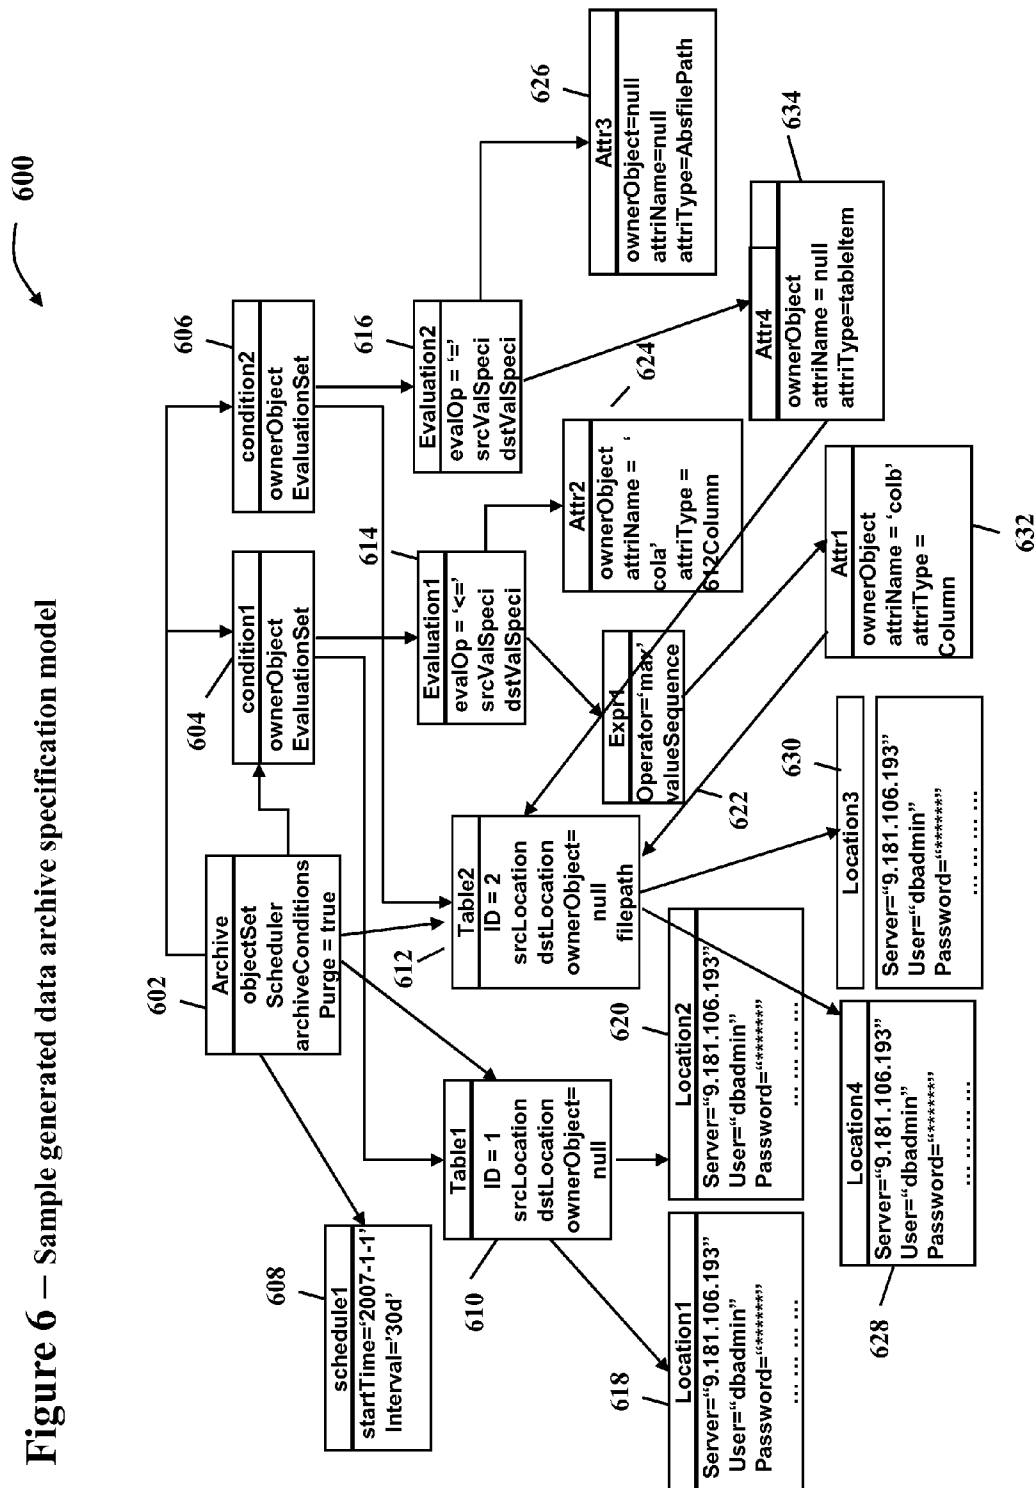 Figure 6 – Sample generated data archive specification model
600
602
Archive
objectSet
Scheduler
archiveConditions
Purge = true
604
condition1
ownerObject
EvaluationSet
606
condition2
ownerObject
EvaluationSet
608
schedule1
startTime='2007-1-1'
Interval='30d'
610
Table1
ID = 1
srcLocation
dstLocation
ownerObject=
null
612
Table2
ID = 2
srcLocation
dstLocation
ownerObject=
null
filepath
614
Evaluation1
evalOp = '<='
srcValSpeci
dstValSpeci
616
Evaluation2
evalOp = '='
srcValSpeci
dstValSpeci
618
Location1
Server="9.181.106.193"
User="dbadmin"
Password="*******"
... ... ... ...
620
Location2
Server="9.181.106.193"
User="dbadmin"
Password="*******"
... ... ... ...
622
Expr1
Operator='max'
valueSequence
624
Attr2
ownerObject
attriName = '
cola'
attriType =
612Column
626
Attr3
ownerObject=null
attriName=null
attriType=AbsfilePath
628
Location4
Server="9.181.106.193"
User="dbadmin"
Password="*******"
... ... ... ...
630
Location3
Server="9.181.106.193"
User="dbadmin"
Password="*******"
... ... ...
632
Attr1
ownerObject
attriName = 'colb'
attriType =
Column
634
Attr4
ownerObject
attriName = null
attriType=tableItem